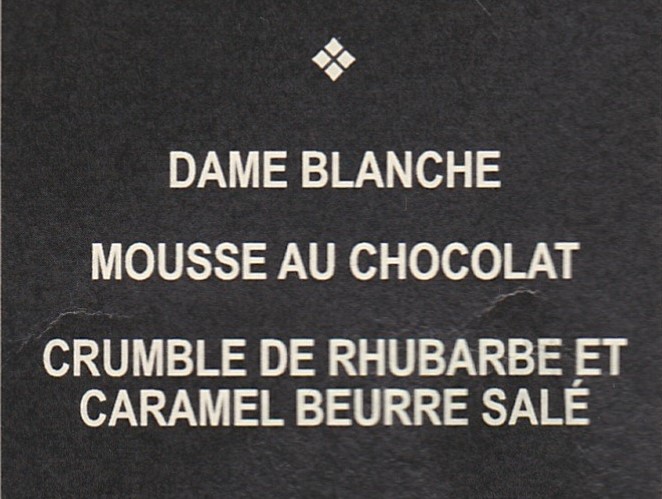 DAME BLANCHE
MOUSSE AU CHOCOLAT
CRUMBLE DE RHUBARBE ET
CARAMEL BEURRE SALÉ